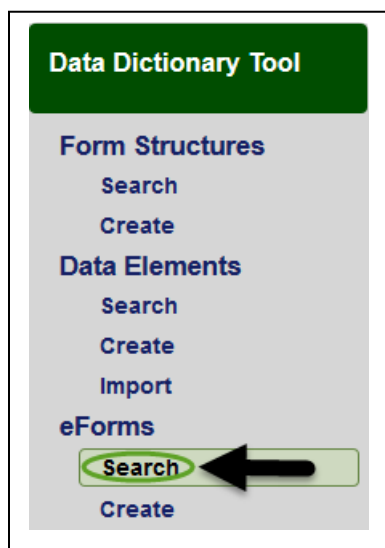 Data Dictionary Tool
Form Structures
Search
Create
Data Elements
Search
Create
Import
eForms
Search
Create